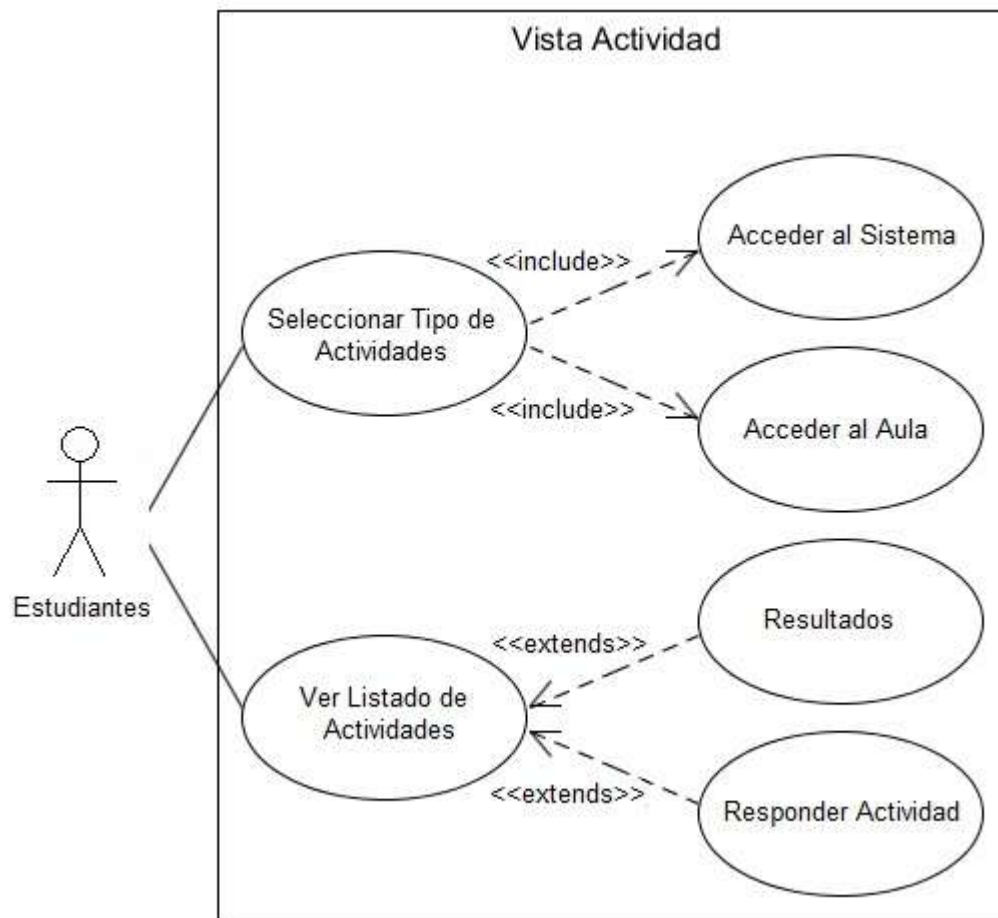 Vista Actividad
Acceder al Sistema
<<include>>
Seleccionar Tipo de
Actividades
<<include>>
Acceder al Aula
Estudiantes
Resultados
<<extends>>
Ver Listado de
Actividades
<<extends>>
Responder Actividad